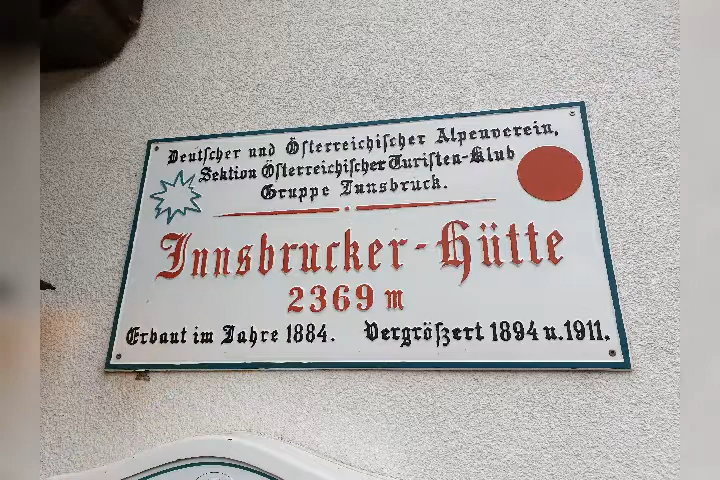 Deutſcher und Öſterreichiſcher Alpenverein,
Sektion Öſterreichiſcher Turiſten-Klub
Gruppe Innsbruck.
Innsbrucker-Hütte
2369 m
Erbaut im Jahre 1884. Vergröſzert 1894 u. 1911.